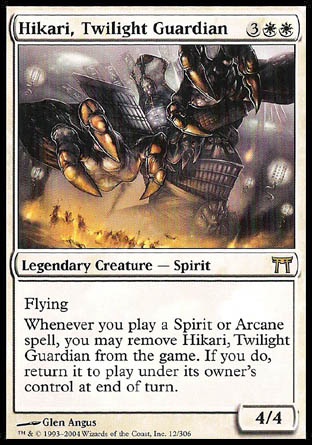 Hikari, Twilight Guardian 3
Legendary Creature — Spirit
Flying
Whenever you play a Spirit or Arcane
spell, you may remove Hikari, Twilight
Guardian from the game. If you do,
return it to play under its owner's
control at end of turn.
Glen Angus
™ & © 1993–2004 Wizards of the Coast, Inc. 12/306
4/4